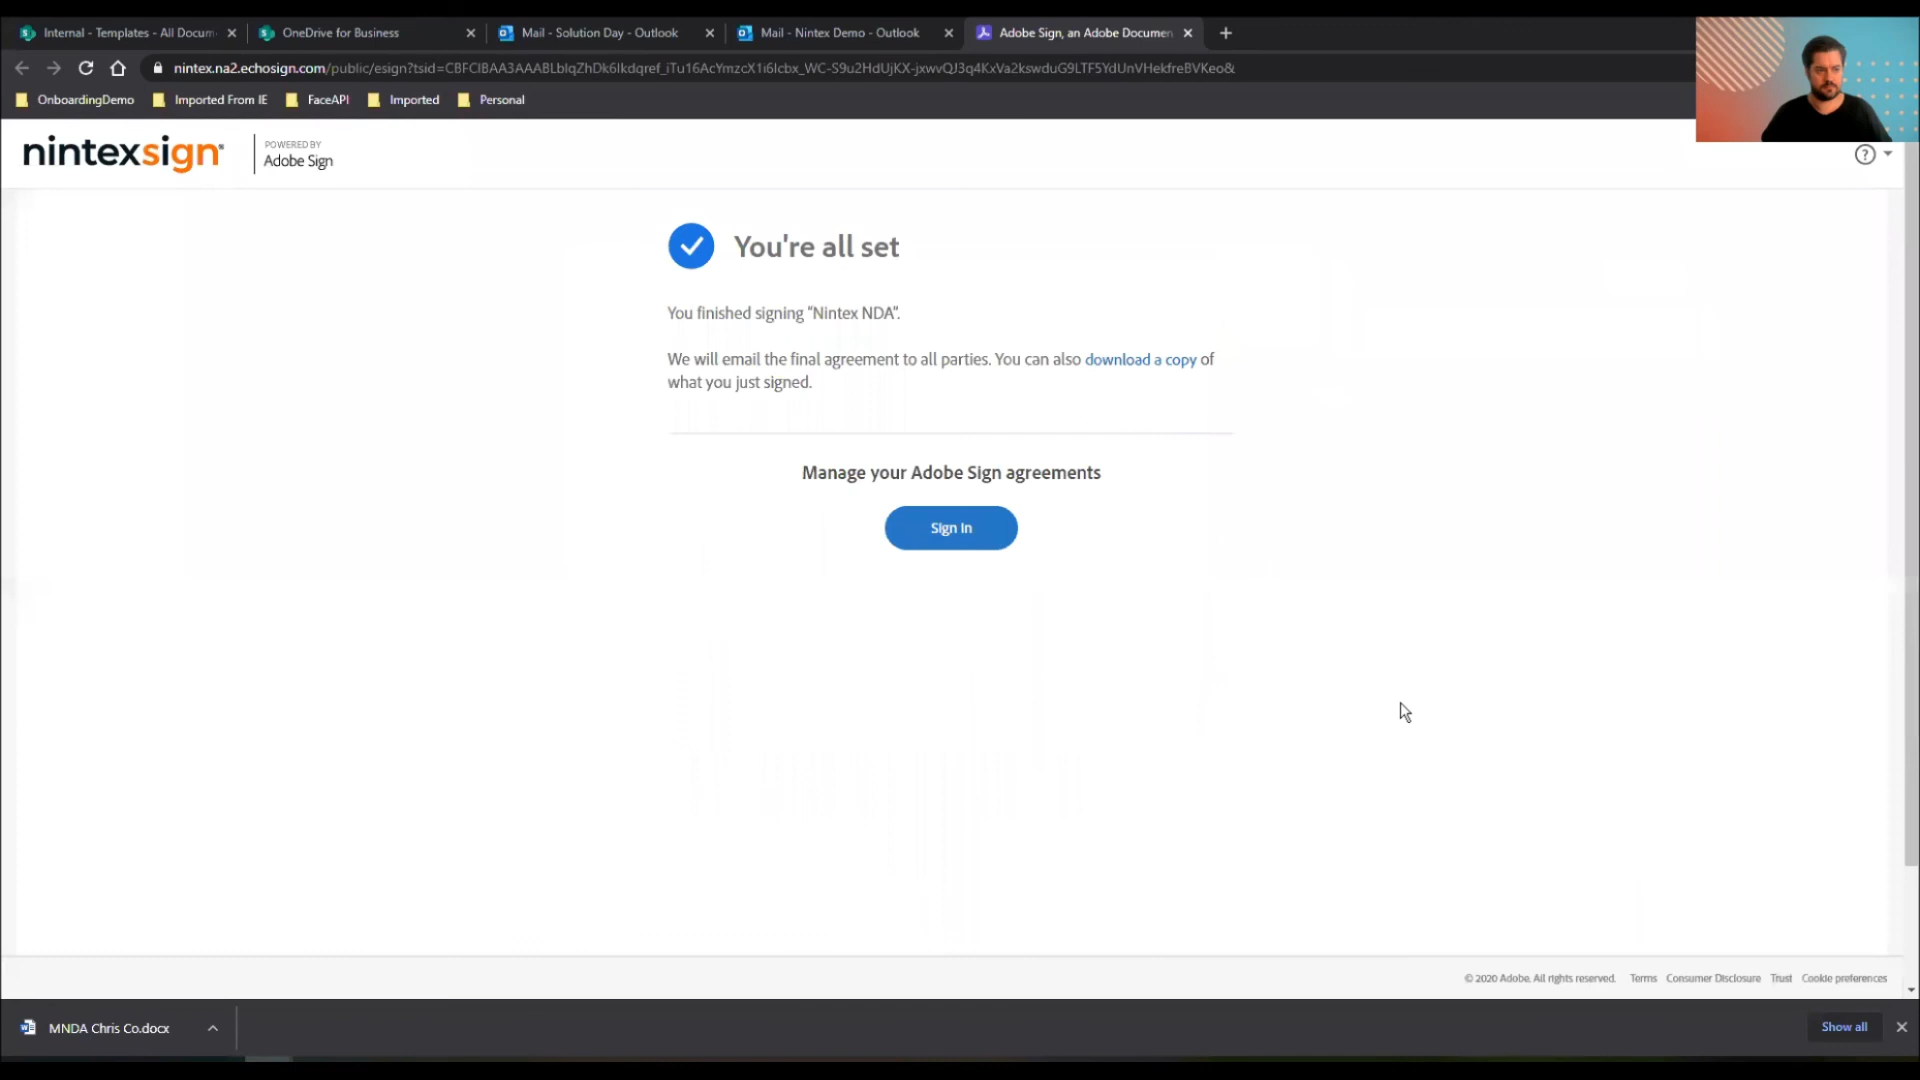 Internal - Templates - All Docum
OneDrive for Business
Mail - Solution Day - Outlook
Mail - Nintex Demo - Outlook
Adobe Sign, an Adobe Documen
nintex.na2.echosign.com/public/esign?
OnboardingDemo
Imported From IE
FaceAPI
Imported
Personal
nintexsign
POWERED BY
Adobe Sign
You're all set
You finished signing "Nintex NDA".
We will email the final agreement to all parties. You can also download a copy of
what you just signed.
Manage your Adobe Sign agreements
Sign In
© 2020 Adobe. All rights reserved. Terms Consumer Disclosure Trust Cookie preferences
MNDA Chris Co.docx
Show all